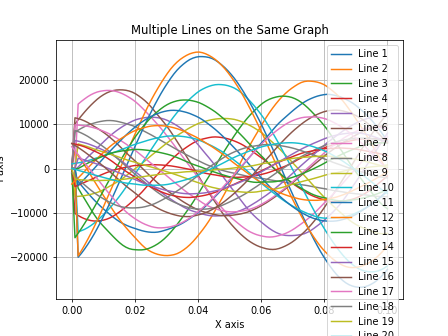 Multiple Lines on the Same Graph
20000
10000
0
−10000
−20000
0.00
0.02
0.04
0.06
X axis
Line 1
Line 2
Line 3
Line 4
Line 5
Line 6
Line 7
Line 8
Line 9
Line 10
Line 11
Line 12
Line 13
Line 14
Line 15
Line 16
Line 17
Line 18
Line 19
Line 20